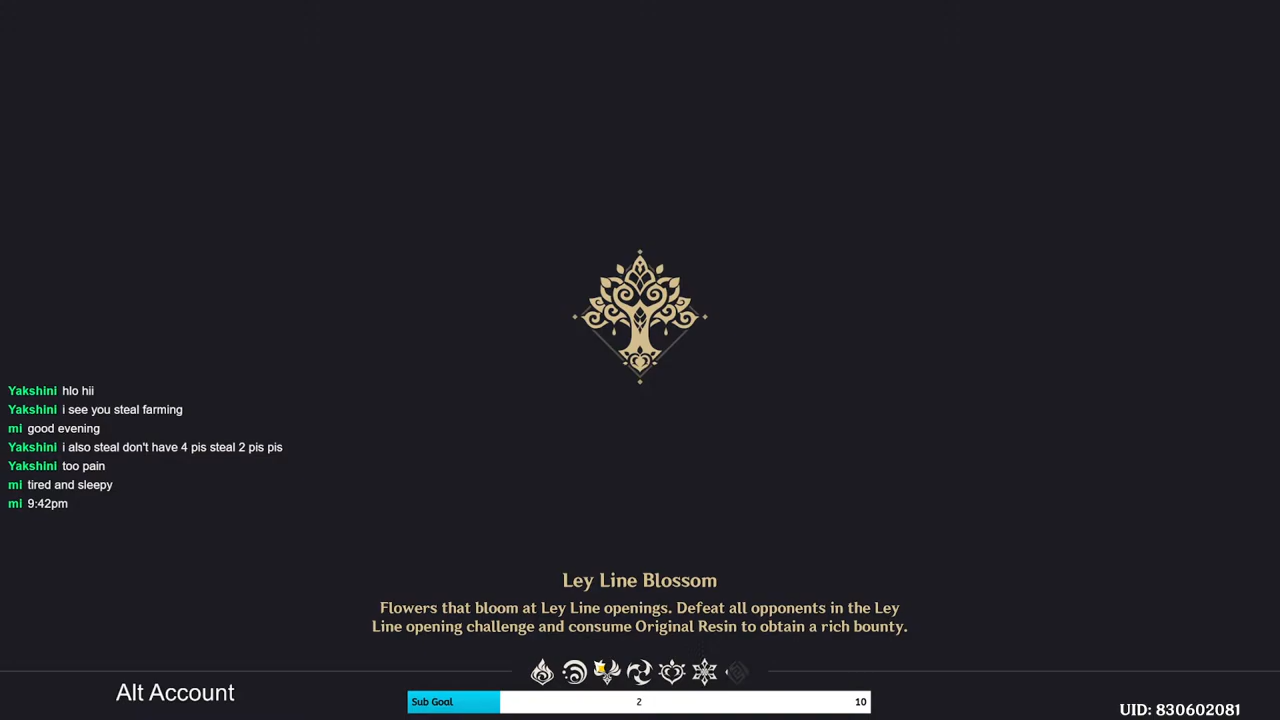 Yakshini hlo hii
Yakshini i see you steal farming
mi good evening
Yakshini i also steal don't have 4 pis steal 2 pis pis
Yakshini too pain
mi tired and sleepy
mi 9:42pm
Ley Line Blossom
Flowers that bloom at Ley Line openings. Defeat all opponents in the Ley
Line opening challenge and consume Original Resin to obtain a rich bounty.
Alt Account
Sub Goal 2 10
UID: 830602081